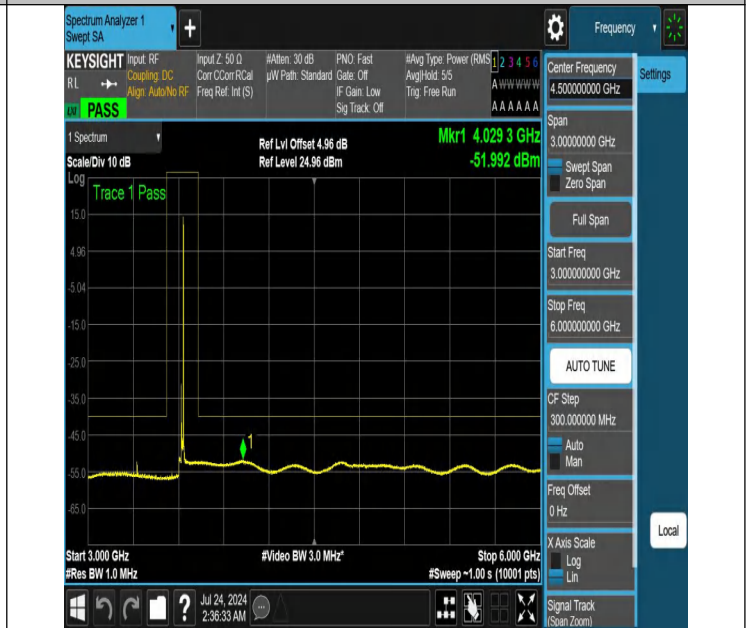 Spectrum Analyzer 1
Swept SA
Frequency
KEYSIGHT
RL
PASS
Input: RF
Coupling: DC
Align: Auto/No RF
Input Z: 50 Ω
Corr CCorr RCal
Freq Ref: Int (S)
#Atten: 30 dB
µW Path: Standard
PNO: Fast
Gate: Off
IF Gain: Low
Sig Track: Off
#Avg Type: Power (RMS
Avg|Hold: 5/5
Trig: Free Run
1 2 3 4 5 6
A W W W W W
A A A A A A
1 Spectrum
Scale/Div 10 dB
Ref Lvl Offset 4.96 dB
Ref Level 24.96 dBm
Mkr1 4.029 3 GHz
-51.992 dBm
Log
Trace 1 Pass
15.0
4.96
-5.04
-15.0
-25.0
-35.0
-45.0
-55.0
-65.0
1
Start 3.000 GHz
#Res BW 1.0 MHz
#Video BW 3.0 MHz*
Stop 6.000 GHz
#Sweep ~1.00 s (10001 pts)
?
Jul 24, 2024
2:36:33 AM
Center Frequency
4.500000000 GHz
Settings
Span
3.00000000 GHz
Swept Span
Zero Span
Full Span
Start Freq
3.000000000 GHz
Stop Freq
6.000000000 GHz
AUTO TUNE
CF Step
300.000000 MHz
Auto
Man
Freq Offset
0 Hz
X Axis Scale
Log
Lin
Local
Signal Track
(Span Zoom)